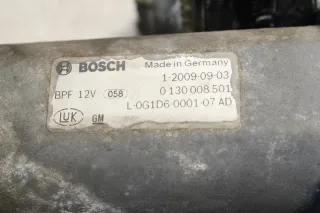 BOSCH Made in Germany
1-2009-09-03
BPF 12V 058 0 130 008 501
L-0G1D6-0001-07 AD
LUK GM